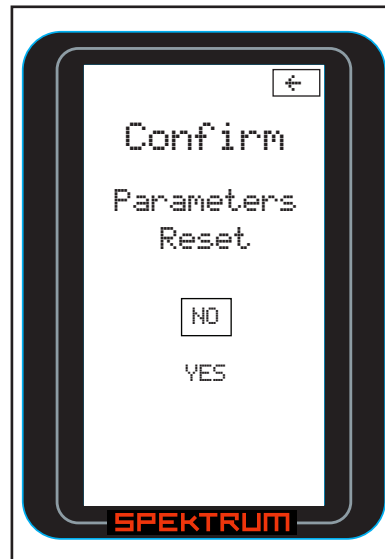 ←
Confirm
Parameters
Reset
NO
YES
SPEKTRUM